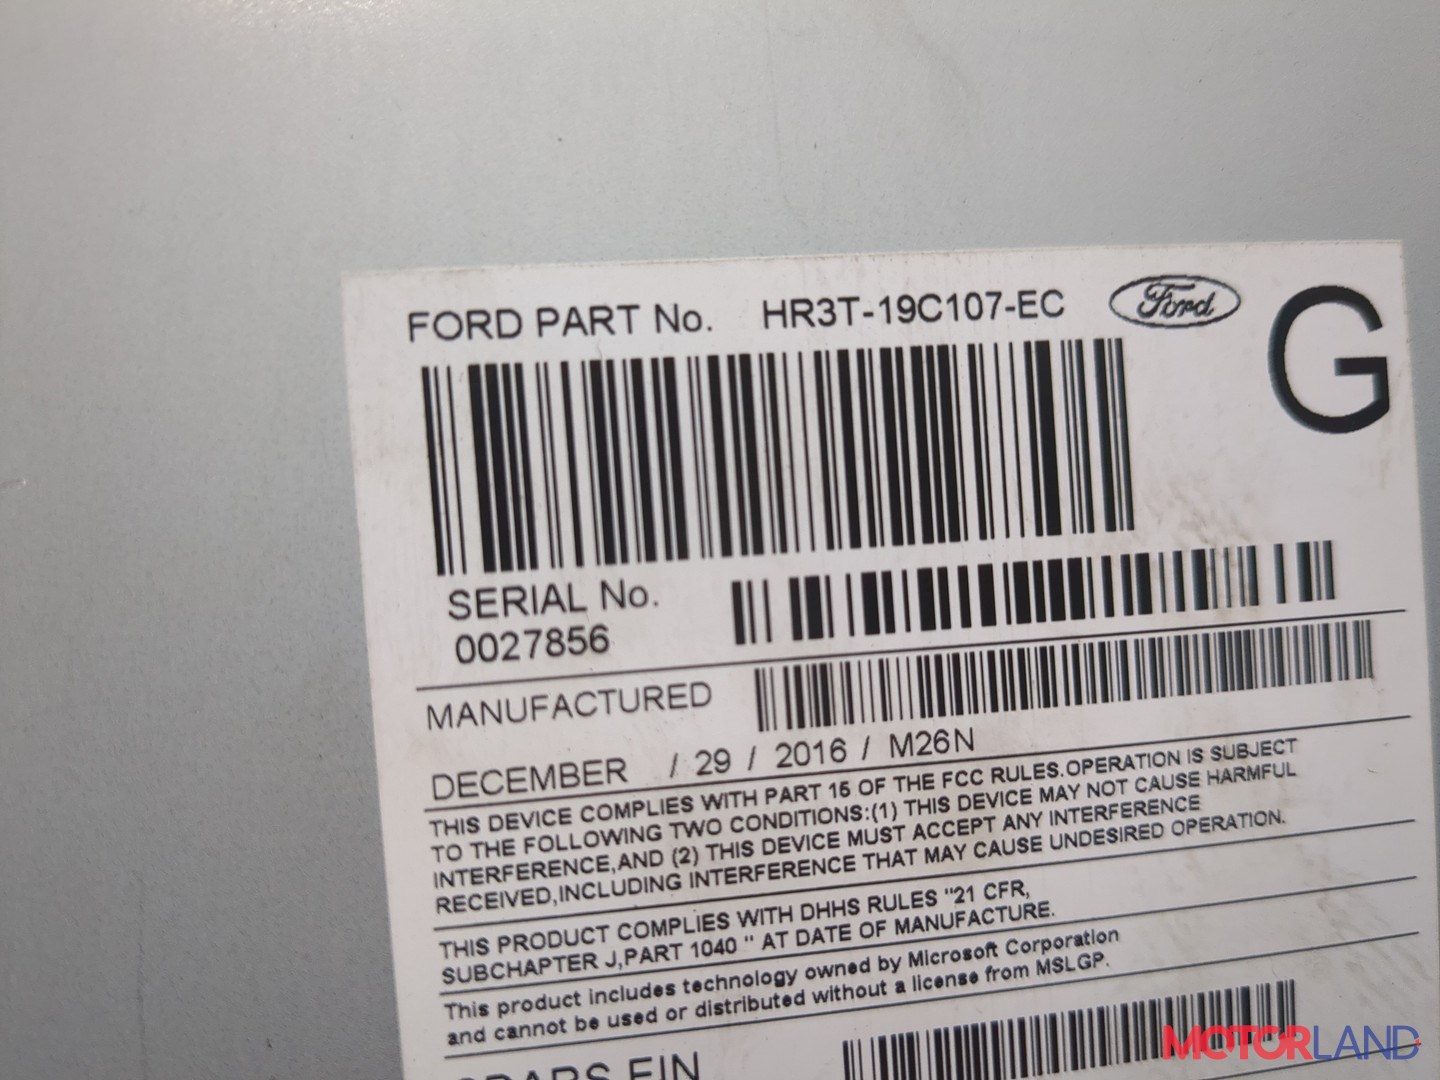 FORD PART No. HR3T-19C107-EC Ford G
SERIAL No.
0027856
MANUFACTURED
DECEMBER / 29 / 2016 / M26N
THIS DEVICE COMPLIES WITH PART 15 OF THE FCC RULES.OPERATION IS SUBJECT
TO THE FOLLOWING TWO CONDITIONS:(1) THIS DEVICE MAY NOT CAUSE HARMFUL
INTERFERENCE,AND (2) THIS DEVICE MUST ACCEPT ANY INTERFERENCE
RECEIVED,INCLUDING INTERFERENCE THAT MAY CAUSE UNDESIRED OPERATION.
THIS PRODUCT COMPLIES WITH DHHS RULES "21 CFR,
SUBCHAPTER J,PART 1040 " AT DATE OF MANUFACTURE.
This product includes technology owned by Microsoft Corporation
and cannot be used or distributed without a license from MSLGP.
MOTORLAND